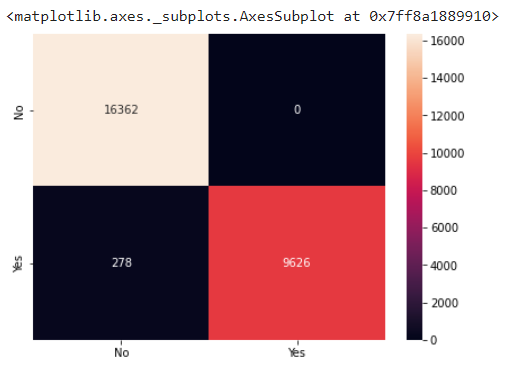 <matplotlib.axes._subplots.AxesSubplot at 0x7ff8a1889910>
16000
14000
12000
10000
8000
6000
4000
2000
0
No
16362 0
Yes
278 9626
No Yes